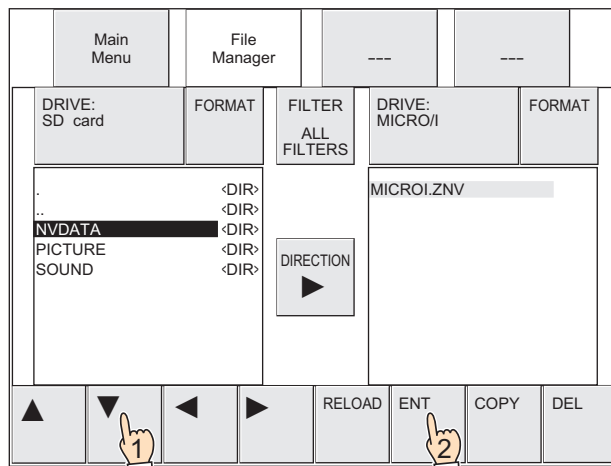 Main
Menu
File
Manager
---
---
DRIVE:
SD card
FORMAT
FILTER
ALL
FILTERS
DRIVE:
MICRO/I
FORMAT
. <DIR>
.. <DIR>
NVDATA <DIR>
PICTURE <DIR>
SOUND <DIR>
DIRECTION
▶
MICROI.ZNV
▲ ▼ ◀ ▶ RELOAD ENT COPY DEL
1 2